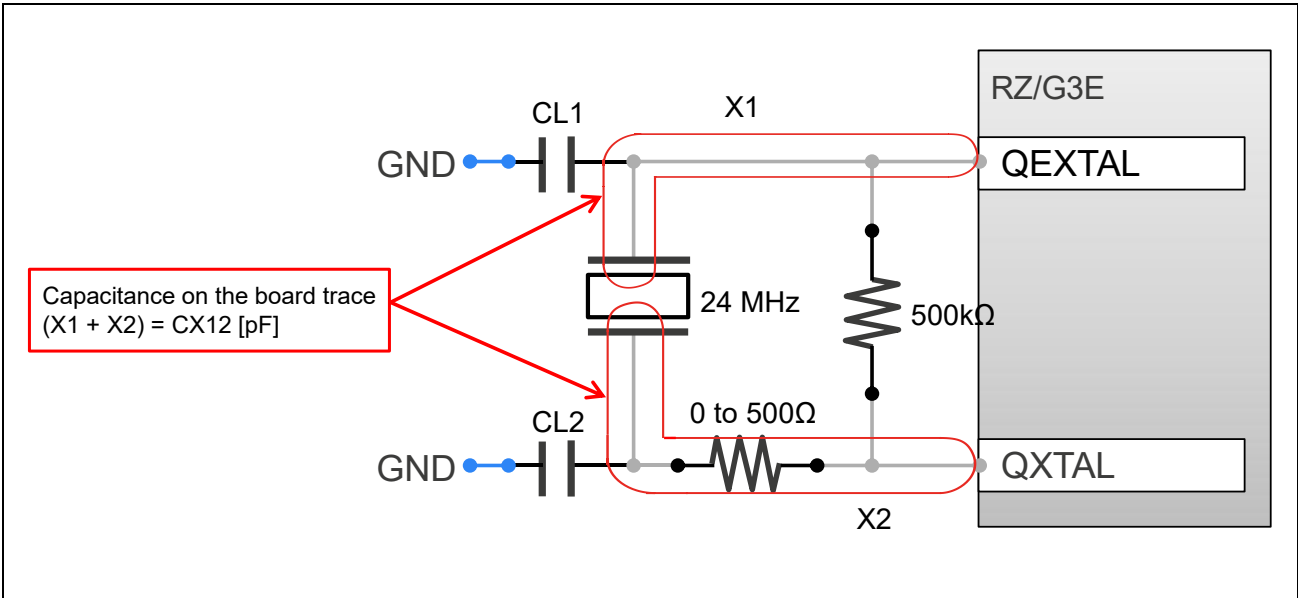 RZ/G3E
X1
CL1
GND
QEXTAL
Capacitance on the board trace
(X1 + X2) = CX12 [pF]
24 MHz
500kΩ
0 to 500Ω
CL2
GND
QXTAL
X2